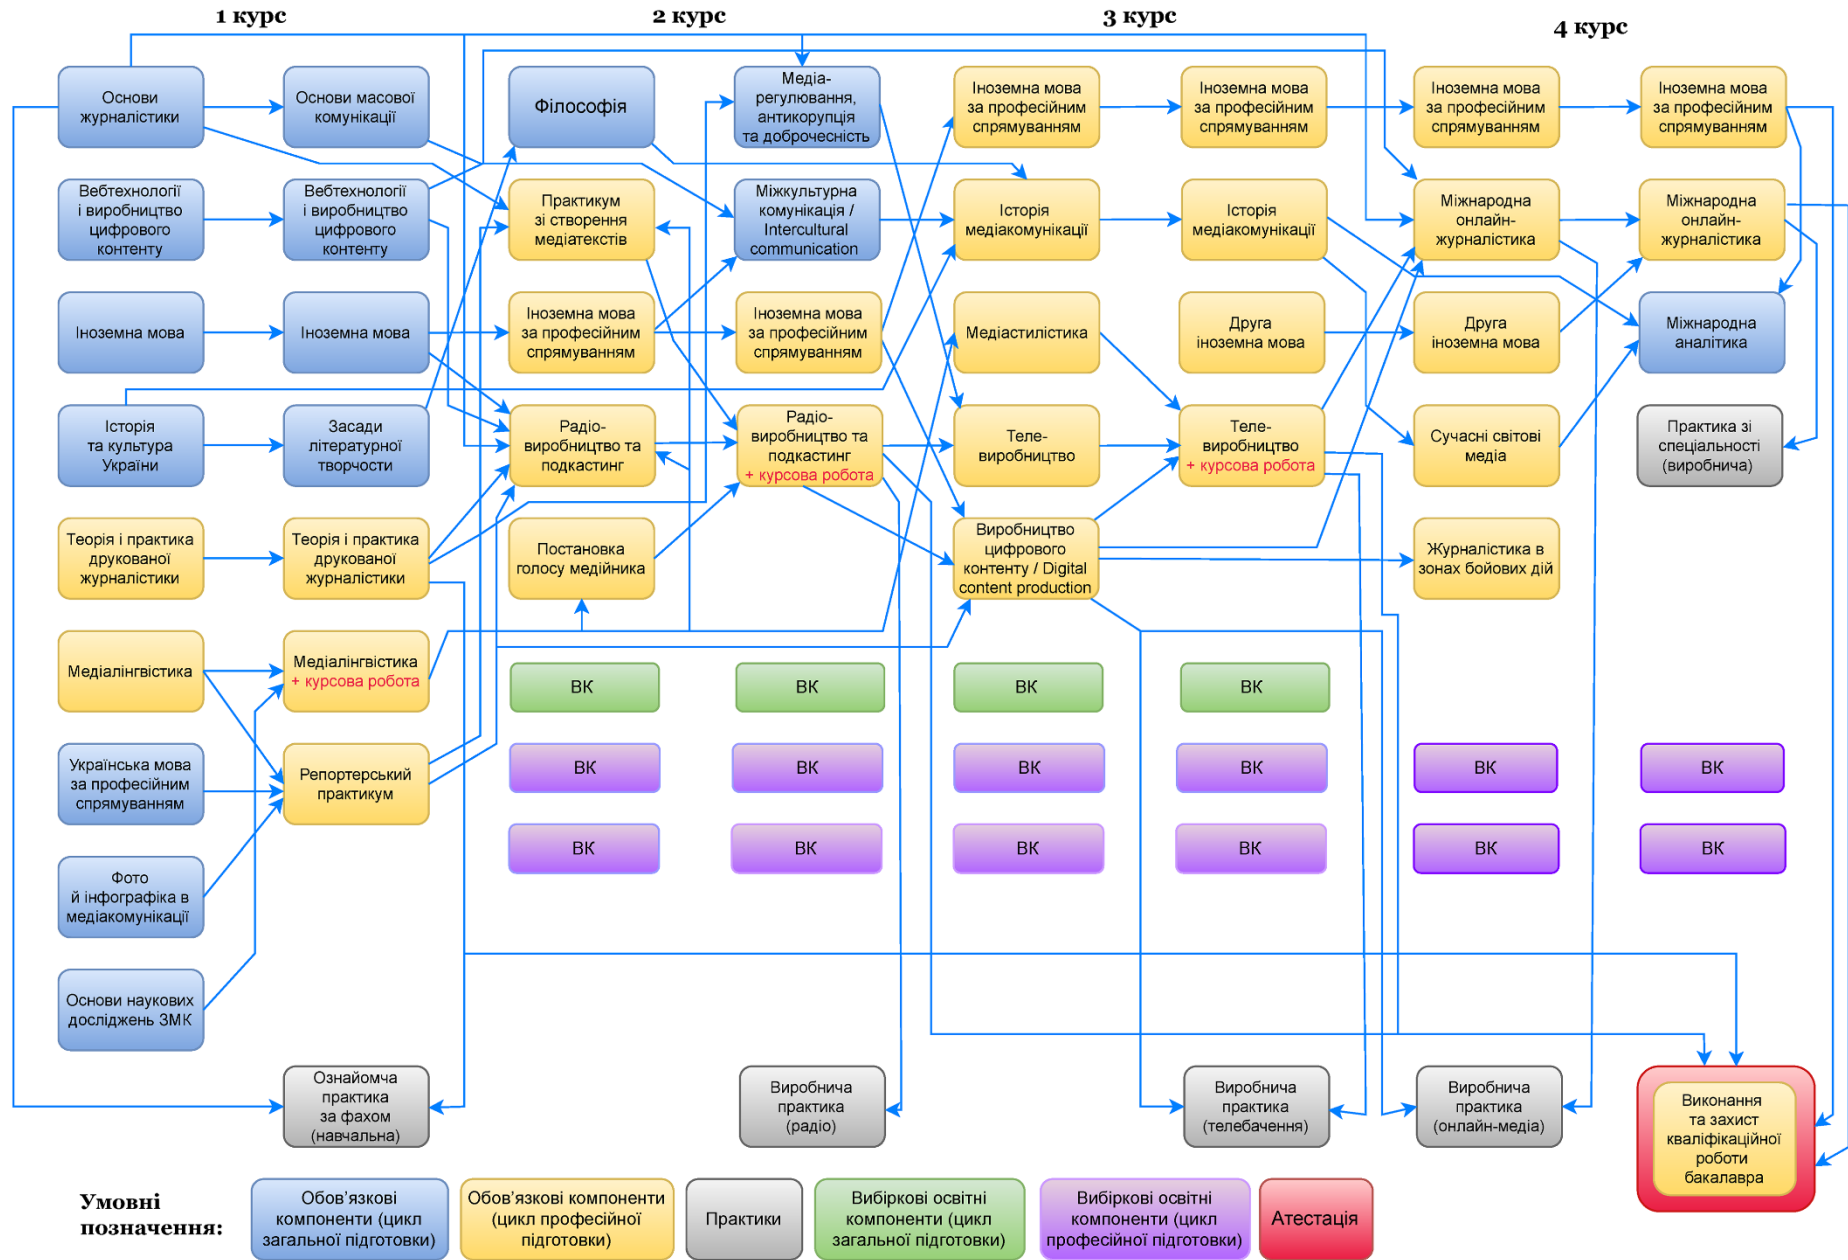 1 курс
2 курс
3 курс
4 курс
Основи
журналістики
Основи масової
комунікації
Філософія
Медіа-
регулювання,
антикорупція
та доброчесність
Іноземна мова
за професійним
спрямуванням
Іноземна мова
за професійним
спрямуванням
Іноземна мова
за професійним
спрямуванням
Іноземна мова
за професійним
спрямуванням
Вебтехнології
і виробництво
цифрового
контенту
Вебтехнології
і виробництво
цифрового
контенту
Практикум
зі створення
медіатекстів
Міжкультурна
комунікація /
Intercultural
communication
Історія
медіакомунікації
Історія
медіакомунікації
Міжнародна
онлайн-
журналістика
Міжнародна
онлайн-
журналістика
Іноземна мова
Іноземна мова
Іноземна мова
за професійним
спрямуванням
Іноземна мова
за професійним
спрямуванням
Медіастилістика
Друга
іноземна мова
Друга
іноземна мова
Міжнародна
аналітика
Історія
та культура
України
Засади
літературної
творчости
Радіо-
виробництво та
подкастинг
Радіо-
виробництво та
подкастинг
+ курсова робота
Теле-
виробництво
Теле-
виробництво
+ курсова робота
Сучасні світові
медіа
Практика зі
спеціальності
(виробнича)
Теорія і практика
друкованої
журналістики
Теорія і практика
друкованої
журналістики
Постановка
голосу медійника
Виробництво
цифрового
контенту / Digital
content production
Журналістика в
зонах бойових дій
Медіалінгвістика
Медіалінгвістика
+ курсова робота
ВК
ВК
ВК
ВК
Українська мова
за професійним
спрямуванням
Репортерський
практикум
ВК
ВК
ВК
ВК
ВК
ВК
ВК
ВК
ВК
ВК
ВК
ВК
Фото
й інфографіка в
медіакомунікації
Основи наукових
досліджень ЗМК
Ознайомча
практика
за фахом
(навчальна)
Виробнича
практика
(радіо)
Виробнича
практика
(телебачення)
Виробнича
практика
(онлайн-медіа)
Виконання
та захист
кваліфікаційної
роботи
бакалавра
Умовні
позначення:
Обов’язкові
компоненти (цикл
загальної підготовки)
Обов’язкові компоненти
(цикл професійної
підготовки)
Практики
Вибіркові освітні
компоненти (цикл
загальної підготовки)
Вибіркові освітні
компоненти (цикл
професійної підготовки)
Атестація